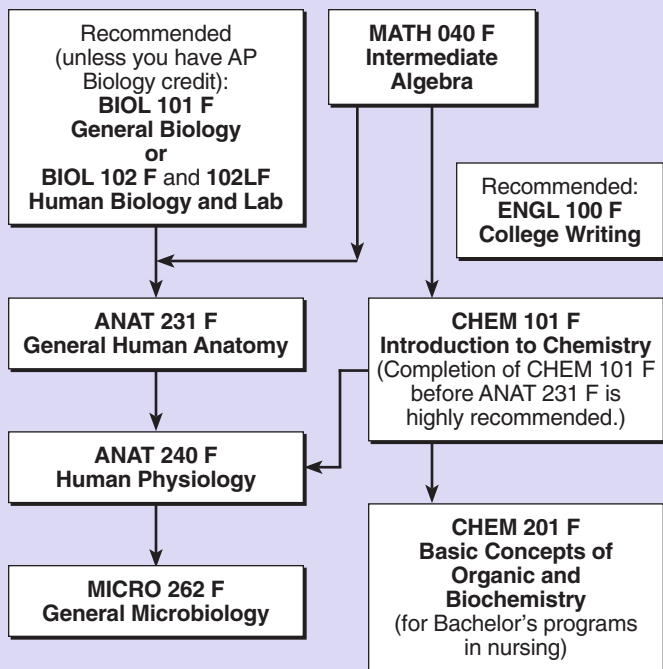 Recommended
(unless you have AP
Biology credit):
BIOL 101 F
General Biology
or
BIOL 102 F and 102LF
Human Biology and Lab
MATH 040 F
Intermediate
Algebra
Recommended:
ENGL 100 F
College Writing
ANAT 231 F
General Human Anatomy
CHEM 101 F
Introduction to Chemistry
(Completion of CHEM 101 F
before ANAT 231 F is
highly recommended.)
ANAT 240 F
Human Physiology
CHEM 201 F
Basic Concepts of
Organic and
Biochemistry
(for Bachelor's programs
in nursing)
MICRO 262 F
General Microbiology